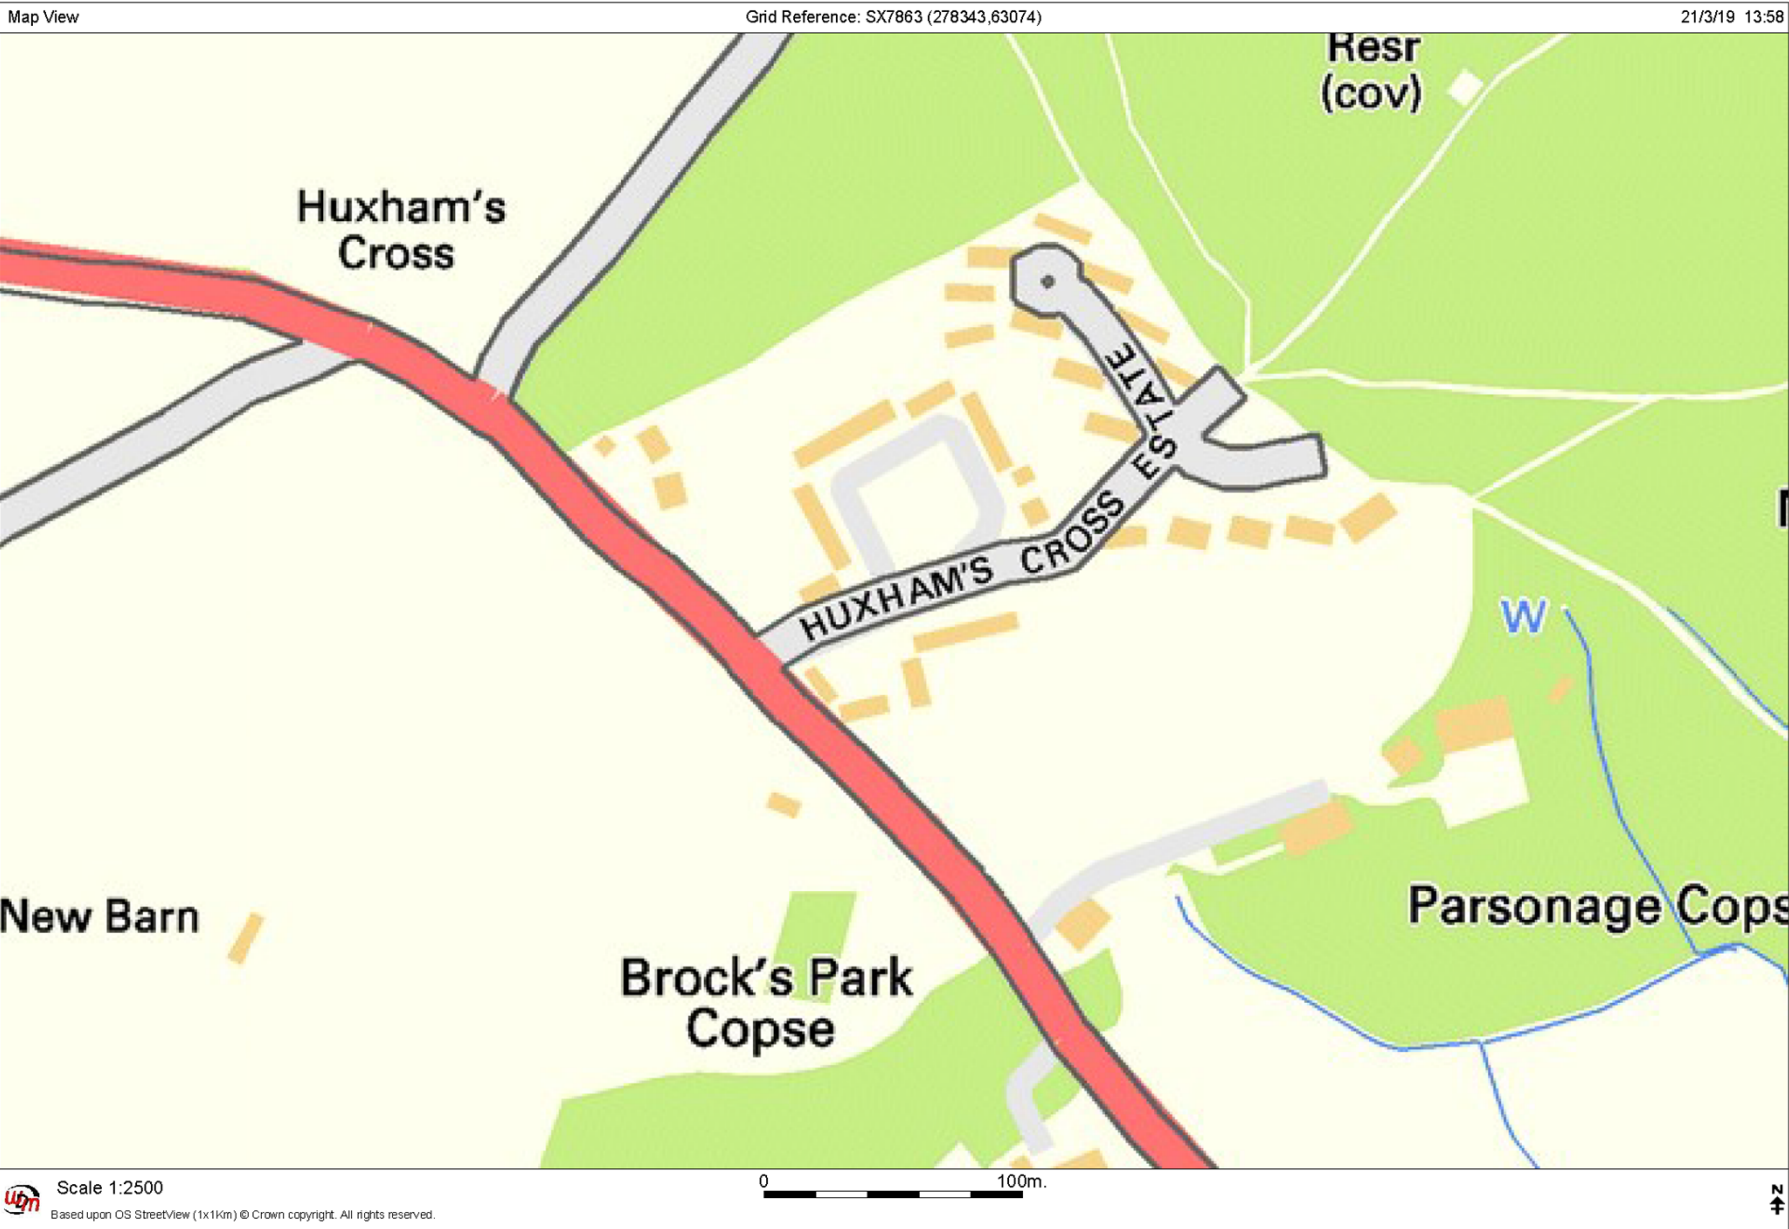 Map View
Grid Reference: SX7863 (278343,63074)
21/3/19 13:58
Resr
(cov)
Huxham's
Cross
HUXHAM'S CROSS ESTATE
W
New Barn
Brock's Park
Copse
Parsonage Cops
Scale 1:2500
0 100m.
Based upon OS StreetView (1x1Km) © Crown copyright. All rights reserved.
wdm
N